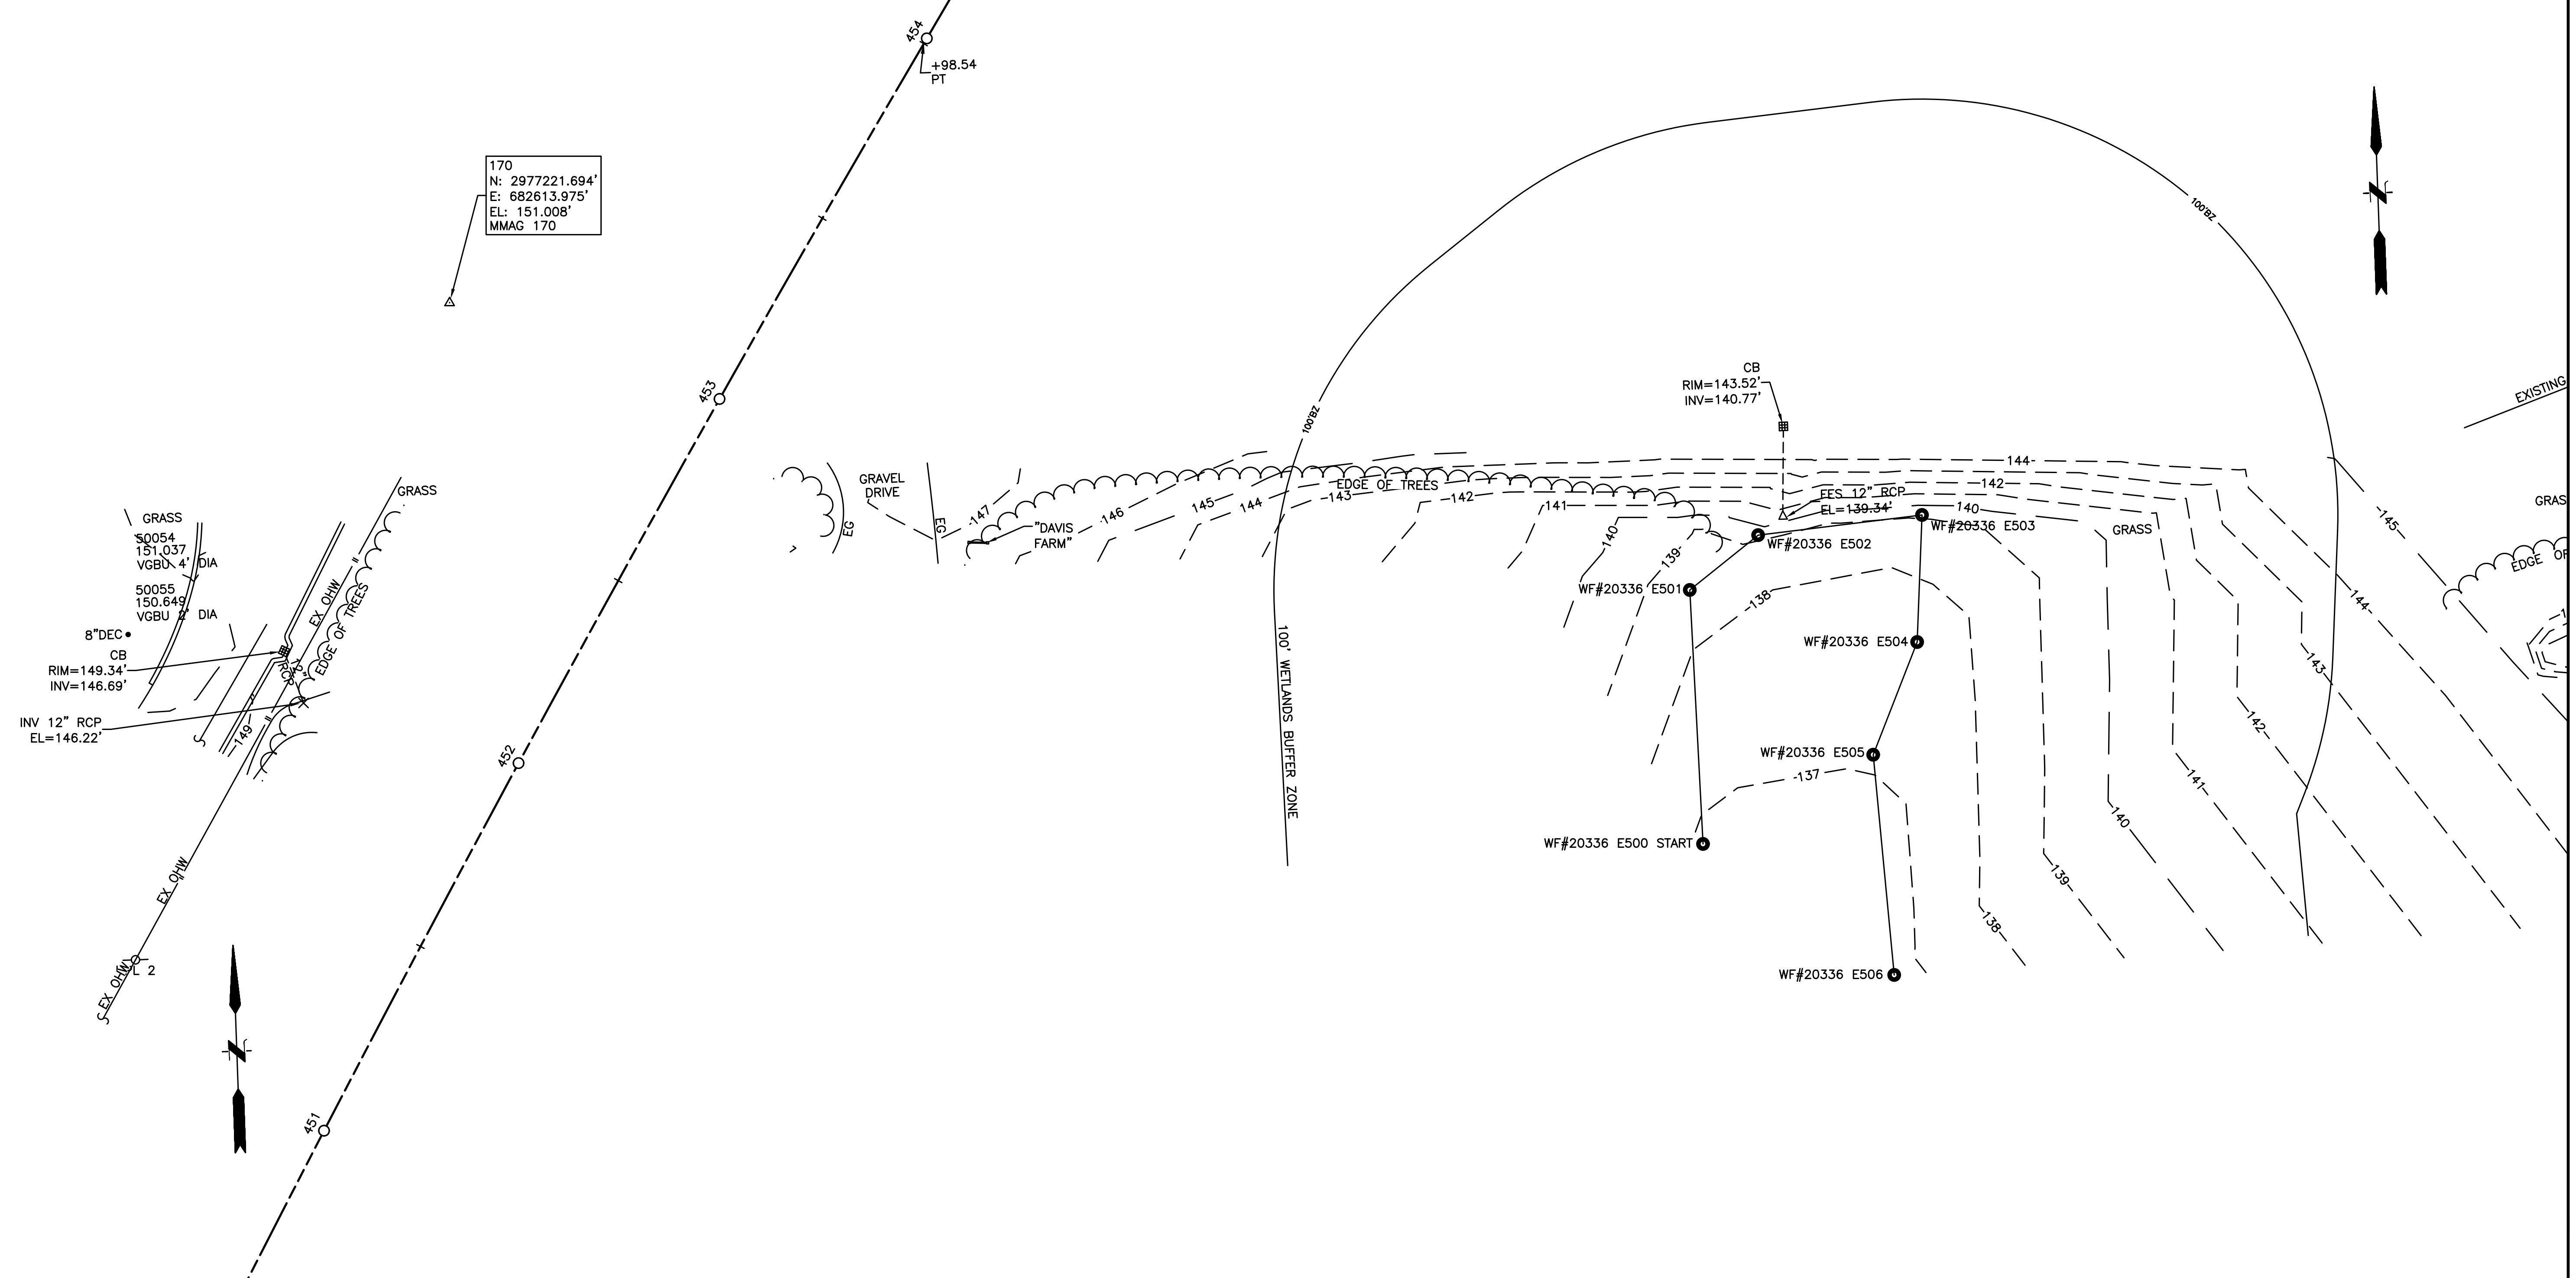 454
+98.54
PT
170
N: 2977221.694'
E: 682613.975'
EL: 151.008'
MMAG 170
100'BZ
453
100'BZ
CB
RIM=143.52'
INV=140.77'
EXISTING
GRASS
GRAVEL
DRIVE
EG
EG
147
"DAVIS
FARM"
146
145
144
143
142
141
140
139
138
137
EDGE OF TREES
144
142
140
FES 12" RCP
EL=139.34'
GRASS
145
GRAS
EDGE OF
WF#20336 E503
WF#20336 E502
WF#20336 E501
WF#20336 E504
WF#20336 E505
WF#20336 E500 START
WF#20336 E506
100' WETLANDS BUFFER ZONE
144
143
142
141
140
139
138
GRASS
50054
151.037
VGBU 4' DIA
50055
150.649
VGBU 2' DIA
8"DEC
CB
RIM=149.34'
INV=146.69'
INV 12" RCP
EL=146.22'
12"
RCP
149
EX OHW
EDGE OF TREES
EX OHW
EX OHW
L 2
452
451